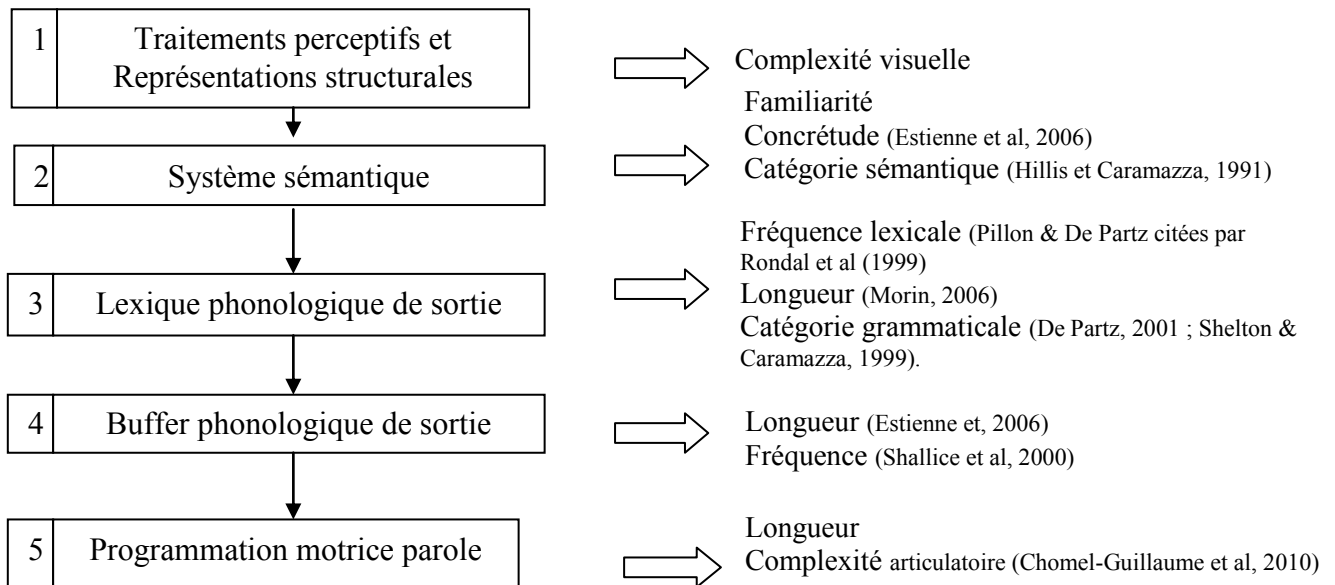 1
Traitements perceptifs et
Représentations structurales
Complexité visuelle
Familiarité
Concrétude (Estienne et al, 2006)
Catégorie sémantique (Hillis et Caramazza, 1991)
2
Système sémantique
Fréquence lexicale (Pillon & De Partz citées par
Rondal et al (1999)
Longueur (Morin, 2006)
Catégorie grammaticale (De Partz, 2001 ; Shelton &
Caramazza, 1999).
3
Lexique phonologique de sortie
4
Buffer phonologique de sortie
Longueur (Estienne et, 2006)
Fréquence (Shallice et al, 2000)
5
Programmation motrice parole
Longueur
Complexité articulatoire (Chomel-Guillaume et al, 2010)